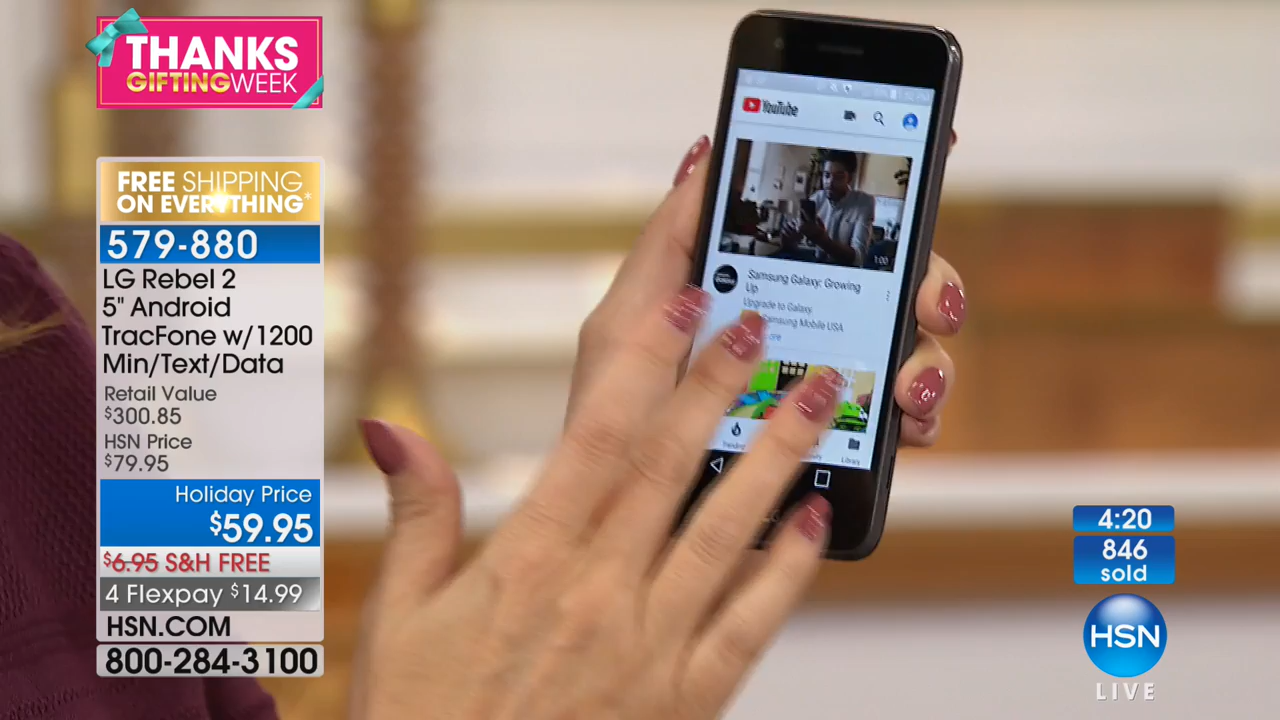 THANKS
GIFTINGWEEK
FREE SHIPPING
ON EVERYTHING*
579-880
LG Rebel 2
5" Android
TracFone w/1200
Min/Text/Data
Retail Value
$300.85
HSN Price
$79.95
Holiday Price
$59.95
$6.95 S&H FREE
4 Flexpay $14.99
HSN.COM
800-284-3100
YouTube
1:00
Samsung Galaxy: Growing
Up
Upgrade to Galaxy
Samsung Mobile USA
Trending
Library
4:20
846
sold
HSN
LIVE